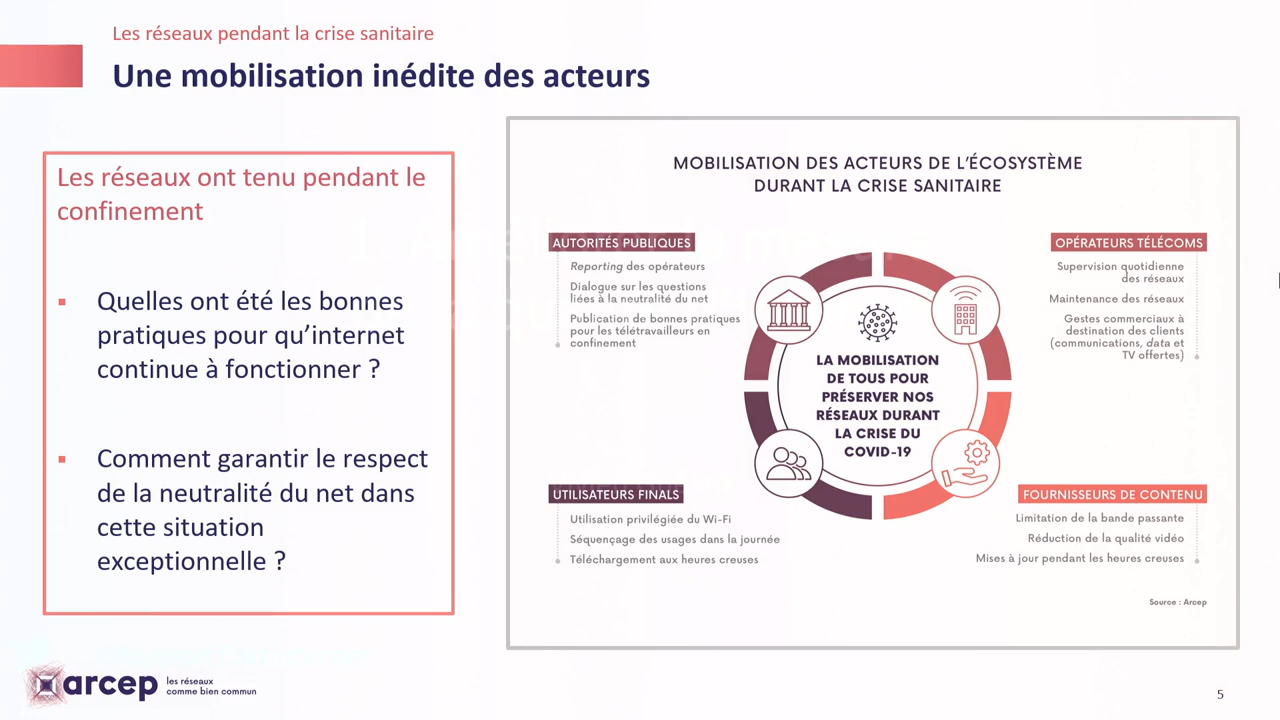 Les réseaux pendant la crise sanitaire
Une mobilisation inédite des acteurs
Les réseaux ont tenu pendant le
confinement
Quelles ont été les bonnes
pratiques pour qu’internet
continue à fonctionner ?
Comment garantir le respect
de la neutralité du net dans
cette situation
exceptionnelle ?
MOBILISATION DES ACTEURS DE L’ÉCOSYSTÈME
DURANT LA CRISE SANITAIRE
AUTORITÉS PUBLIQUES
Reporting des opérateurs
Dialogue sur les questions
liées à la neutralité du net
Publication de bonnes pratiques
pour les télétravailleurs en
confinement
OPÉRATEURS TÉLÉCOMS
Supervision quotidienne
des réseaux
Maintenance des réseaux
Gestes commerciaux à
destination des clients
(communications, data et
TV offertes)
LA MOBILISATION
DE TOUS POUR
PRÉSERVER NOS
RÉSEAUX DURANT
LA CRISE DU
COVID-19
UTILISATEURS FINALS
Utilisation privilégiée du Wi-Fi
Séquençage des usages dans la journée
Téléchargement aux heures creuses
FOURNISSEURS DE CONTENU
Limitation de la bande passante
Réduction de la qualité vidéo
Mises à jour pendant les heures creuses
Source : Arcep
arcep
les réseaux
comme bien commun
5